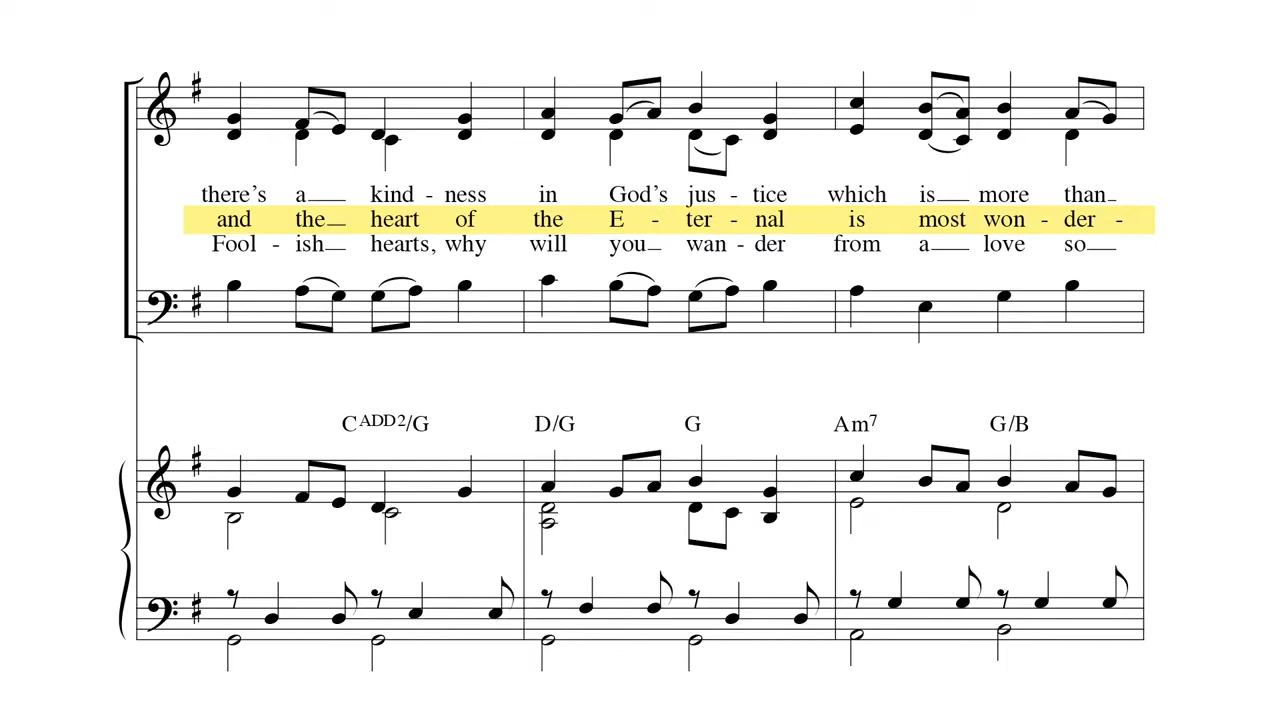 there's a kind - ness in God's jus - tice which is more than
and the heart of the E - ter - nal is most won - der -
Fool - ish hearts, why will you wan - der from a love so
CADD2/G D/G G Am7 G/B